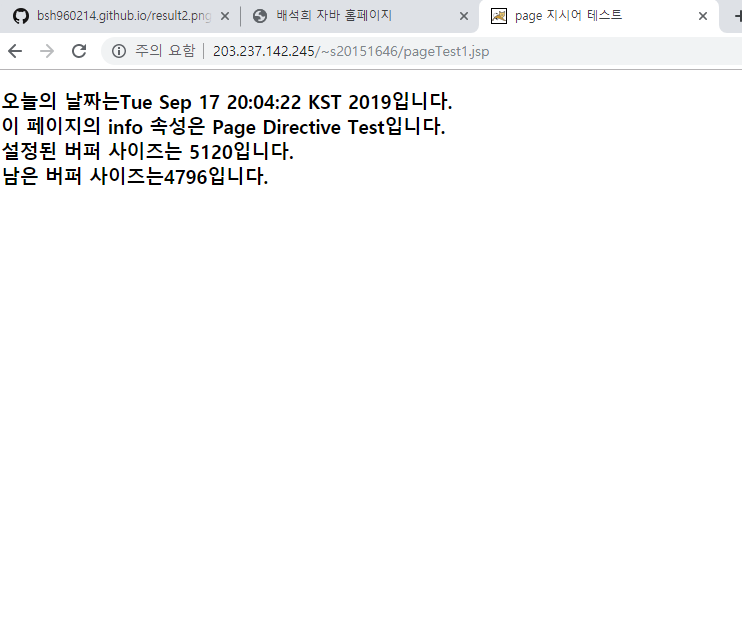 bsh960214.github.io/result2.png
배석희 자바 홈페이지
page 지시어 테스트
주의 요함 | 203.237.142.245/~s20151646/pageTest1.jsp
오늘의 날짜는Tue Sep 17 20:04:22 KST 2019입니다.
이 페이지의 info 속성은 Page Directive Test입니다.
설정된 버퍼 사이즈는 5120입니다.
남은 버퍼 사이즈는4796입니다.